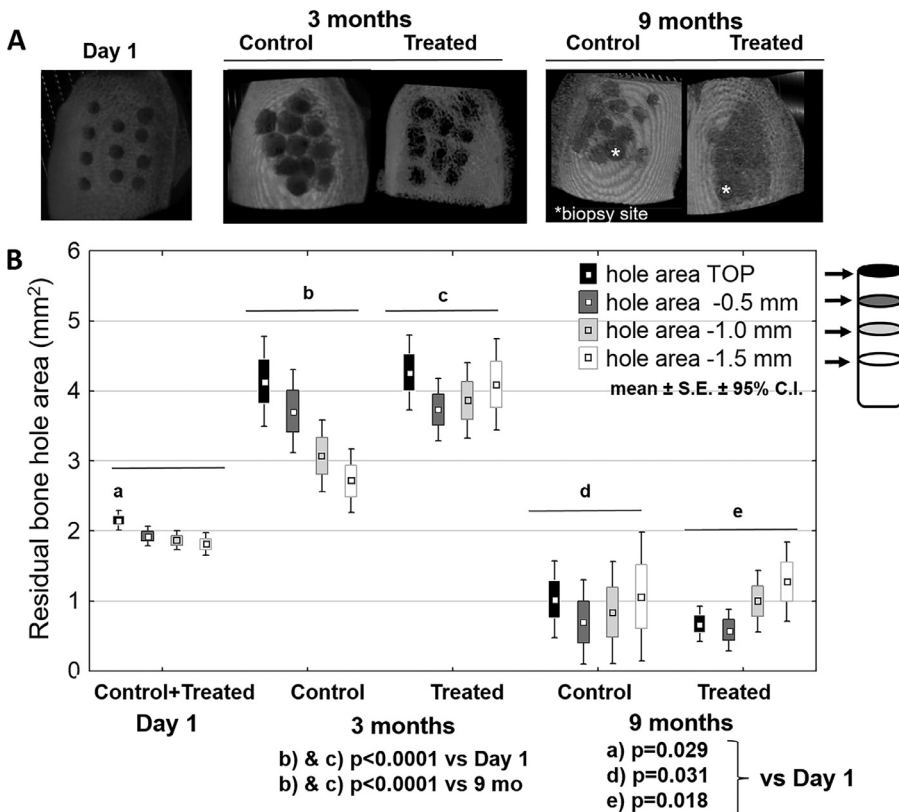 A
Day 1
3 months
Control Treated
9 months
Control Treated
*
*
*biopsy site
B
Residual bone hole area (mm²)
6
5
4
3
2
1
0
a
b
c
d
e
hole area TOP
hole area -0.5 mm
hole area -1.0 mm
hole area -1.5 mm
mean ± S.E. ± 95% C.I.
Control+Treated Control Treated Control Treated
Day 1 3 months 9 months
b) & c) p<0.0001 vs Day 1
b) & c) p<0.0001 vs 9 mo
a) p=0.029
d) p=0.031
e) p=0.018
vs Day 1